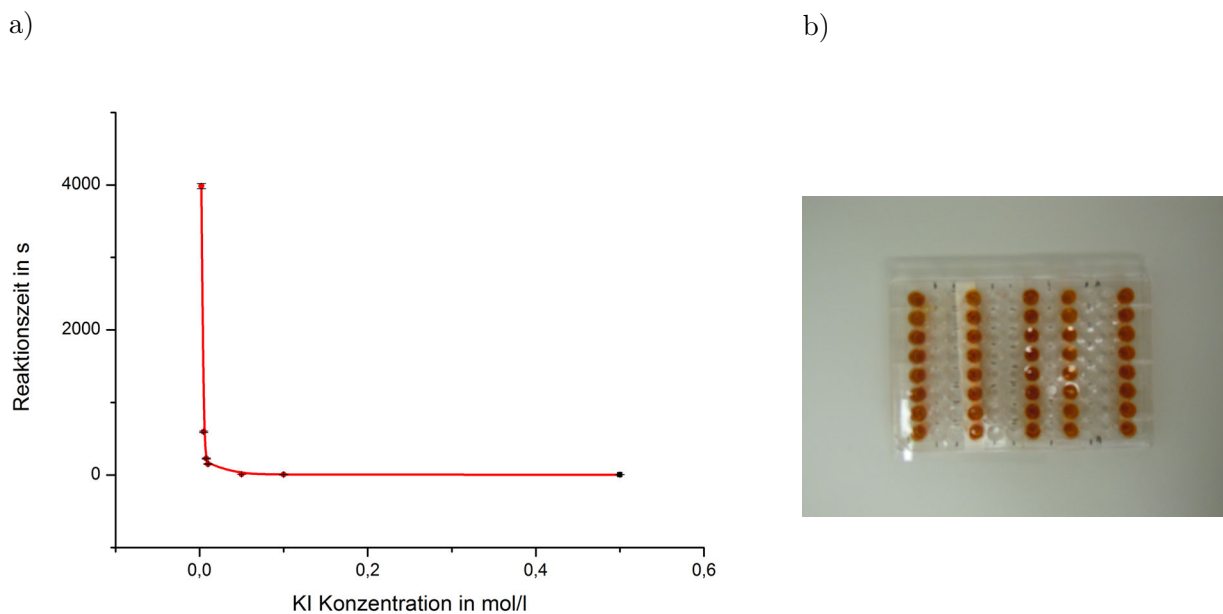 a)
b)
4000
2000
0
Reaktionszeit in s
0,0 0,2 0,4 0,6
KI Konzentration in mol/l